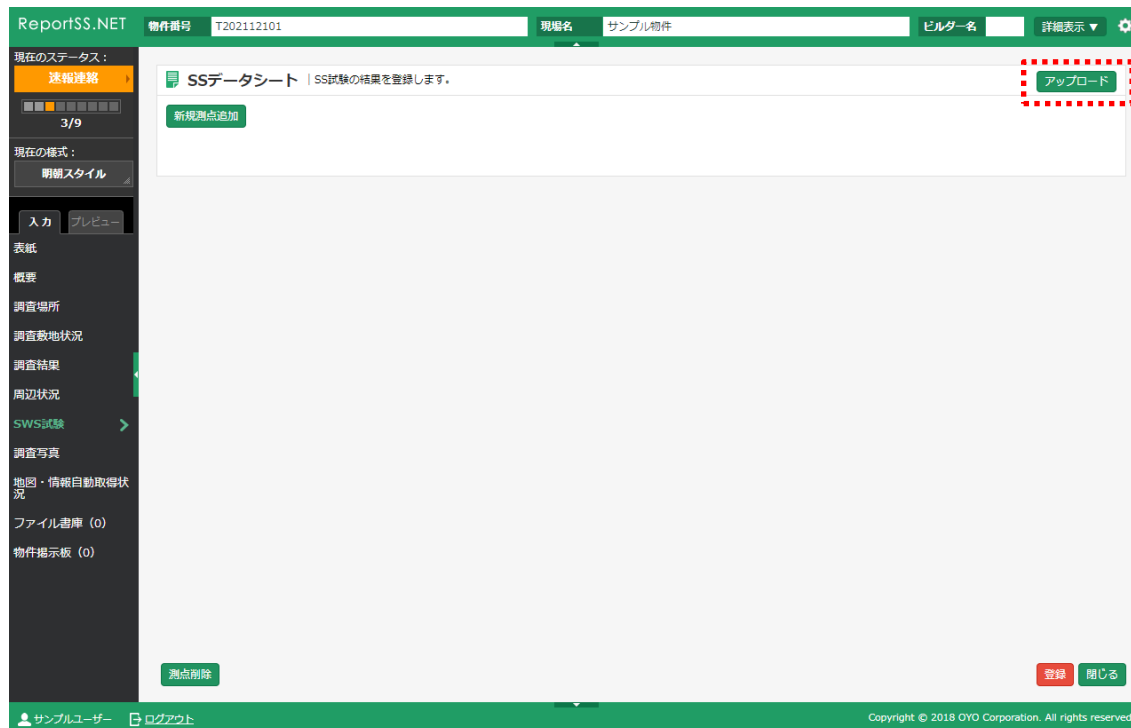 ReportSS.NET 物件番号 T202112101 現場名 サンプル物件 ビルダー名 詳細表示 ▼
現在のステータス：
速報連絡
3/9
現在の様式：
明朝スタイル
入力 プレビュー
表紙
概要
調査場所
調査敷地状況
調査結果
周辺状況
SWS試験
調査写真
地図・情報自動取得状
況
ファイル書庫（0）
物件掲示板（0）
SSデータシート | SS試験の結果を登録します。 アップロード
新規測点追加
測点削除 登録 閉じる
サンプルユーザー ログアウト Copyright © 2018 OYO Corporation. All rights reserved